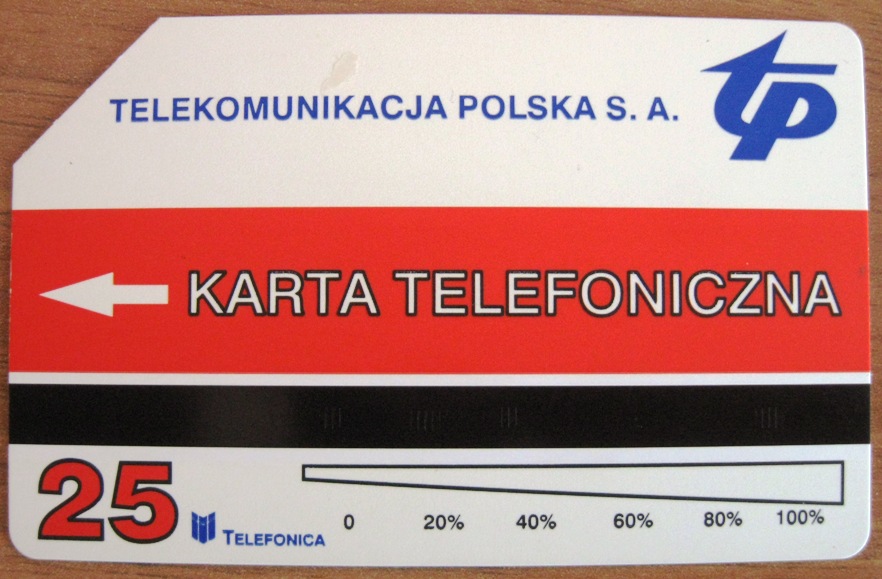 TELEKOMUNIKACJA POLSKA S. A.
tp
KARTA TELEFONICZNA
25
TELEFONICA
0 20% 40% 60% 80% 100%